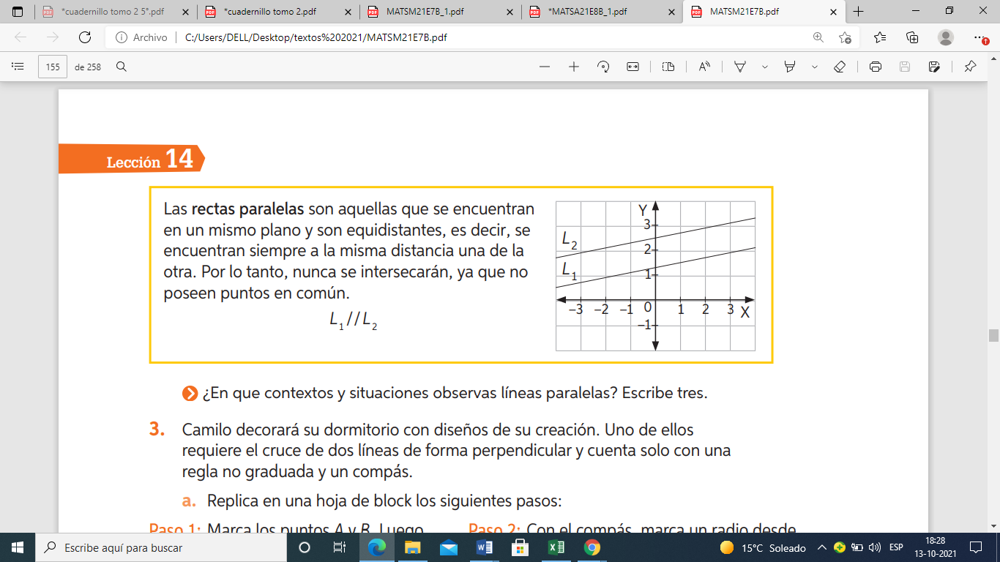 *cuadernillo tomo 2 5°.pdf
*cuadernillo tomo 2.pdf
MATSM21E7B_1.pdf
*MATSA21E8B_1.pdf
MATSM21E7B.pdf
Archivo
C:/Users/DELL/Desktop/textos%202021/MATSM21E7B.pdf
155
de 258
Lección 14
Las rectas paralelas son aquellas que se encuentran
en un mismo plano y son equidistantes, es decir, se
encuentran siempre a la misma distancia una de la
otra. Por lo tanto, nunca se intersecarán, ya que no
poseen puntos en común.
L₁//L₂
Y
3
L₂
2
L₁
1
–3 –2 –1 0 1 2 3 X
–1
¿En que contextos y situaciones observas líneas paralelas? Escribe tres.
3. Camilo decorará su dormitorio con diseños de su creación. Uno de ellos
requiere el cruce de dos líneas de forma perpendicular y cuenta solo con una
regla no graduada y un compás.
a. Replica en una hoja de block los siguientes pasos:
Paso 1: Marca los puntos A y B. Luego
Paso 2: Con el compás, marca un radio desde
Escribe aquí para buscar
15°C Soleado
ESP
18:28
13-10-2021